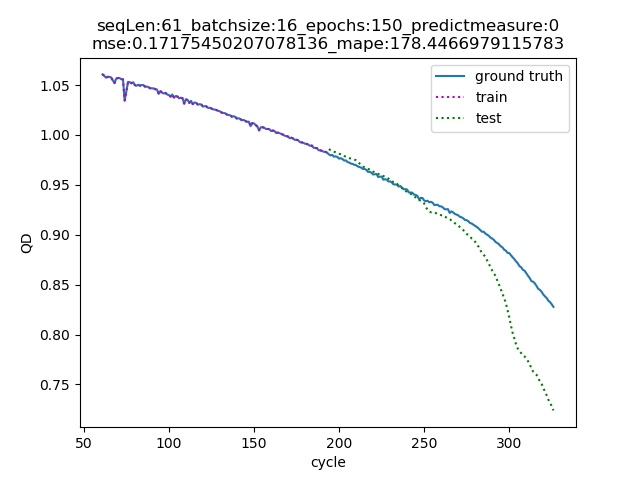 seqLen:61_batchsize:16_epochs:150_predictmeasure:0
mse:0.17175450207078136_mape:178.4466979115783
ground truth
train
test
1.05
1.00
0.95
0.90
0.85
0.80
0.75
QD
50
100
150
200
250
300
cycle